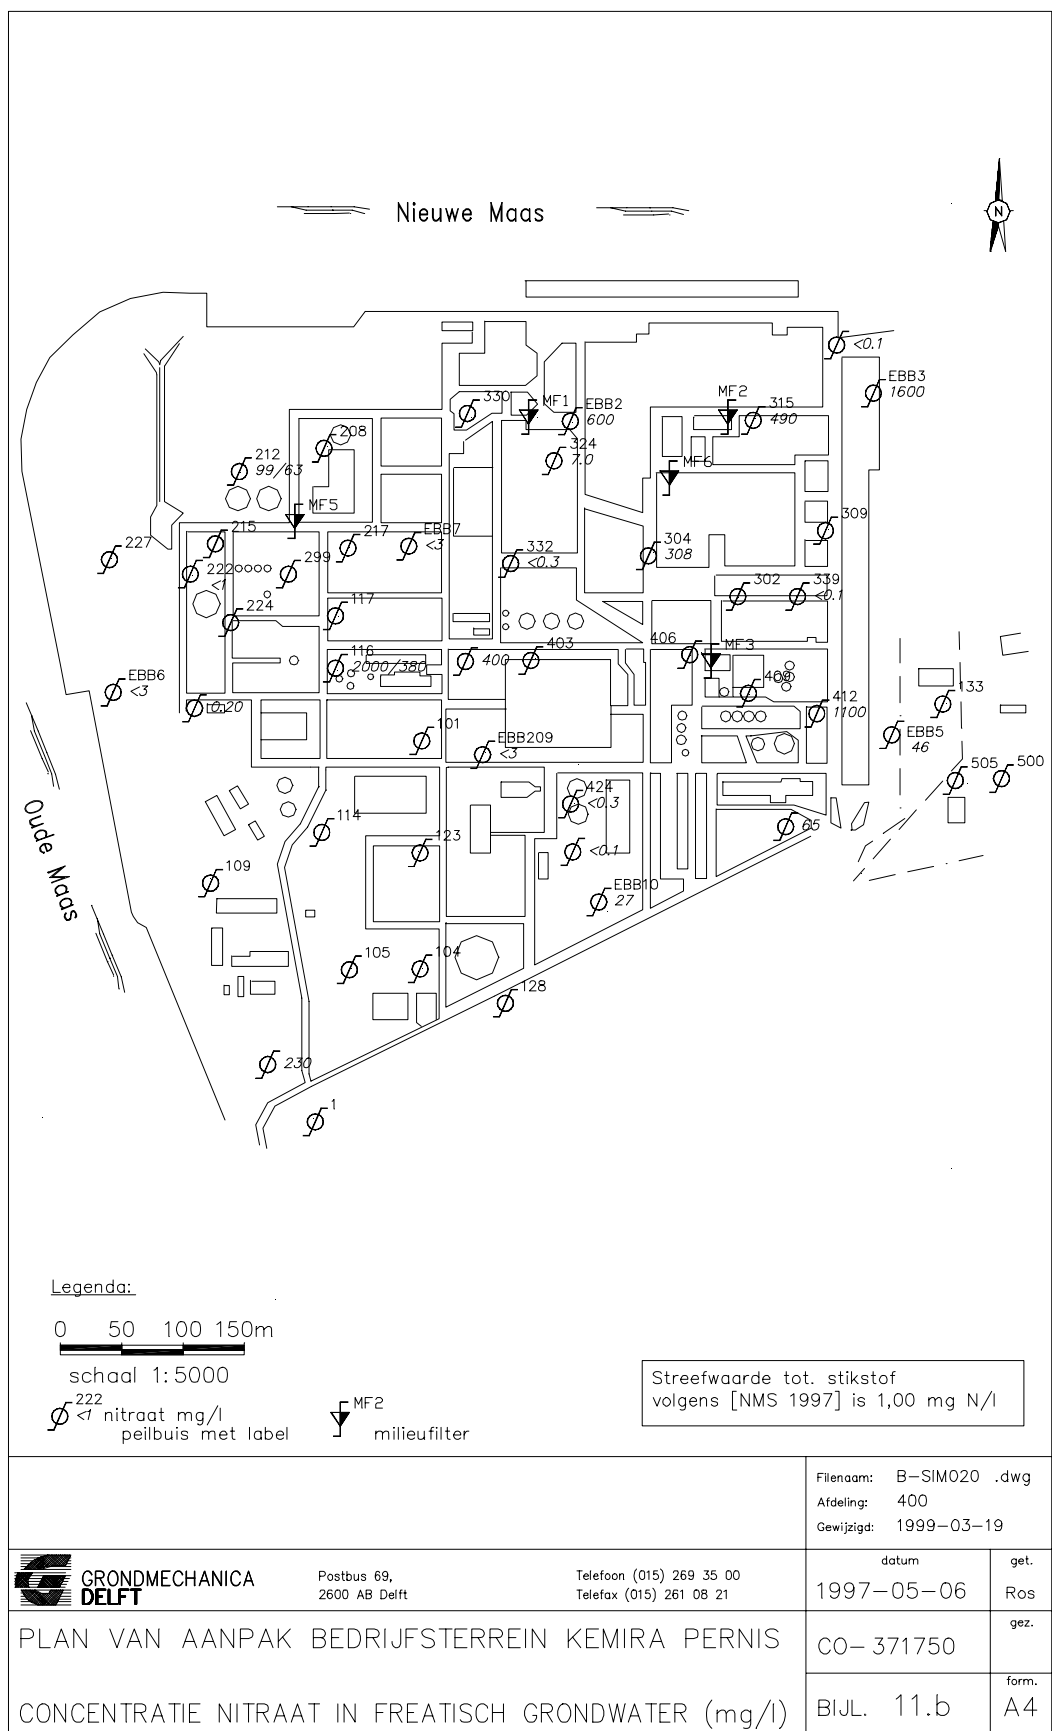 Nieuwe Maas
N
<0.1
EBB3
1600
330
MF1
EBB2
600
MF2
315
490
208
324
7.0
212
99/63
MF6
MF5
309
215
217
EBB7
<3
227
332
<0.3
304
308
222
<1
299
302
339
<0.1
224
117
116
2000/380
400
403
406
MF3
EBB6
<3
0.20
409
412
1100
133
101
EBB209
<3
EBB5
46
505
500
Oude Maas
424
<0.3
114
65
123
<0.1
109
EBB10
27
105
104
128
230
1
Legenda:
0 50 100 150m
schaal 1:5000
222
<1 nitraat mg/l
peilbuis met label
MF2
milieufilter
Streefwaarde tot. stikstof
volgens [NMS 1997] is 1,00 mg N/l
Filenaam: B-SIM020 .dwg
Afdeling: 400
Gewijzigd: 1999-03-19
GRONDMECHANICA
DELFT
Postbus 69,
2600 AB Delft
Telefoon (015) 269 35 00
Telefax (015) 261 08 21
datum
1997-05-06
get.
Ros
PLAN VAN AANPAK BEDRIJFSTERREIN KEMIRA PERNIS
CO-371750
gez.
CONCENTRATIE NITRAAT IN FREATISCH GRONDWATER (mg/l)
BIJL. 11.b
form.
A4